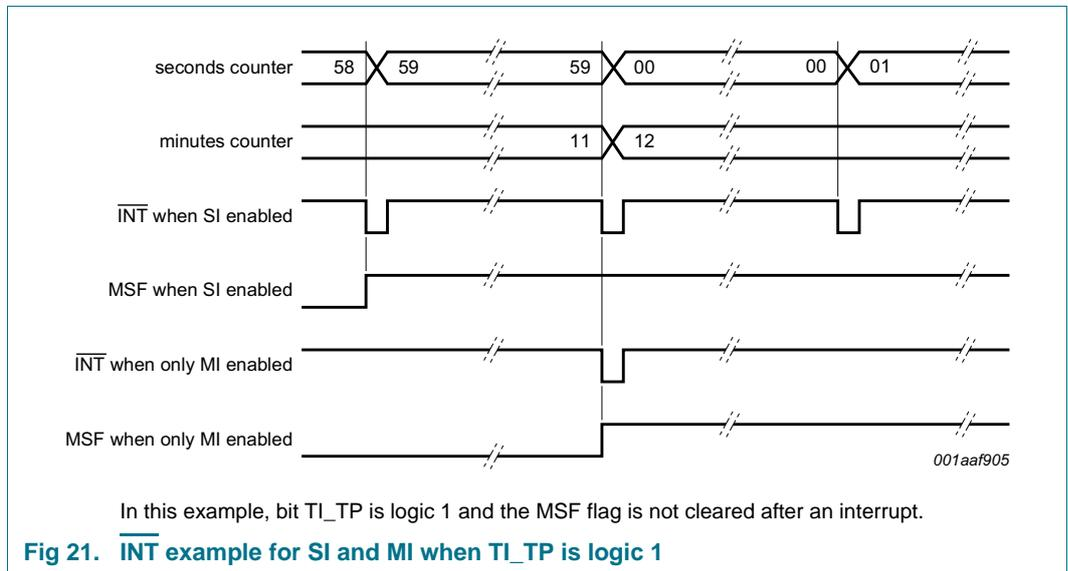 seconds counter 58 59 59 00 00 01
minutes counter 11 12
INT when SI enabled
MSF when SI enabled
INT when only MI enabled
MSF when only MI enabled
001aaf905
In this example, bit TI_TP is logic 1 and the MSF flag is not cleared after an interrupt.
Fig 21. INT example for SI and MI when TI_TP is logic 1